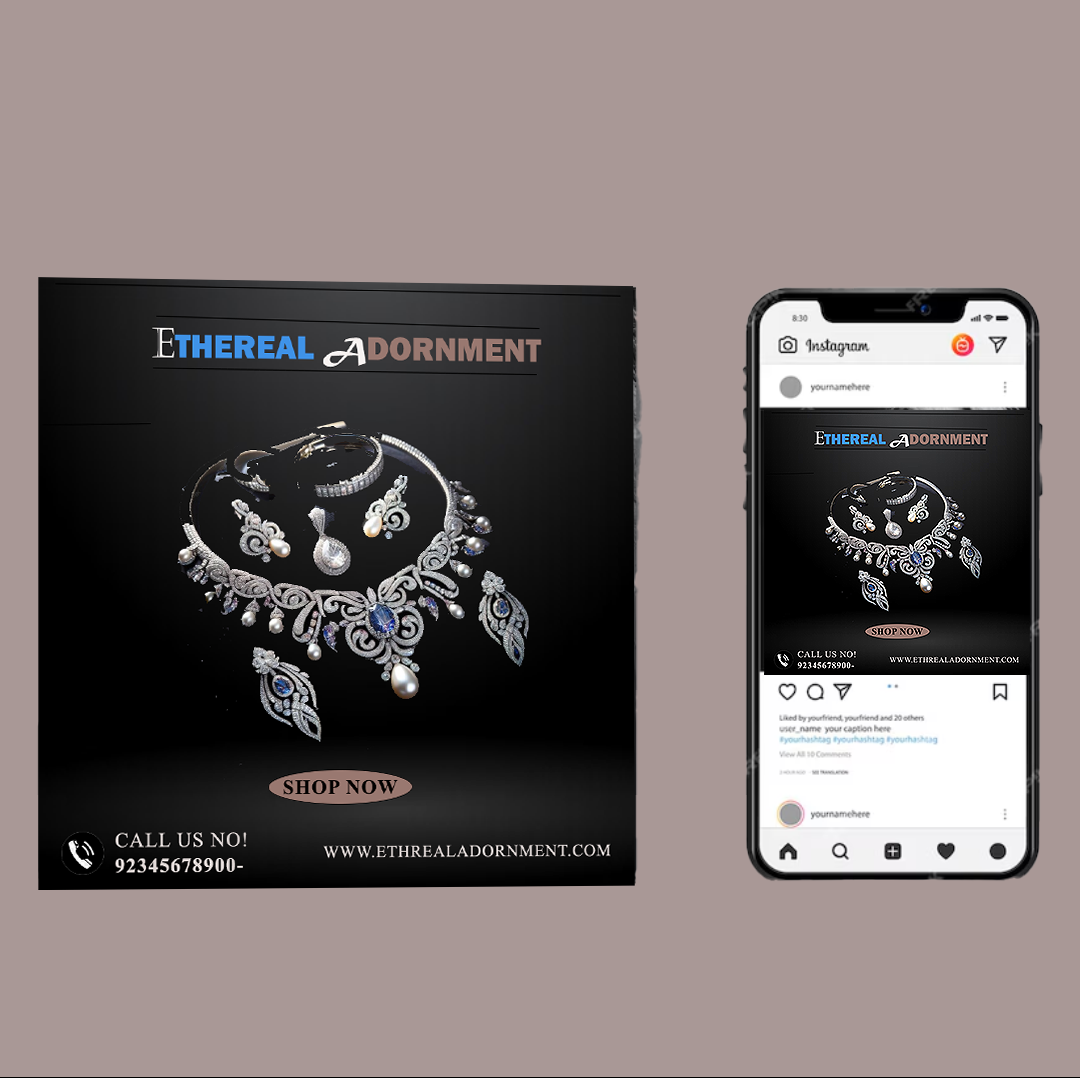 ETHEREAL ADORNMENT
SHOP NOW
CALL US NO!
92345678900-
WWW.ETHREALADORNMENT.COM
8:30
Instagram
yournamehere
ETHEREAL ADORNMENT
SHOP NOW
CALL US NO!
92345678900-
WWW.ETHREALADORNMENT.COM
Liked by yourfriend, yourfriend and 20 others
user_name your caption here
#yourhashtag #yourhashtag #yourhashtag
View All 10 Comments
SEE TRANSLATION
yournamehere